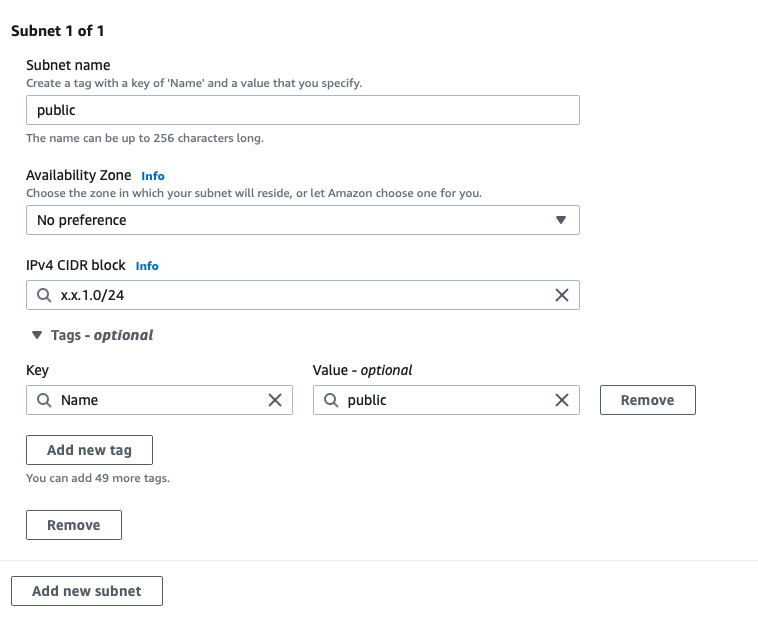 Subnet 1 of 1
Subnet name
Create a tag with a key of 'Name' and a value that you specify.
public
The name can be up to 256 characters long.
Availability Zone Info
Choose the zone in which your subnet will reside, or let Amazon choose one for you.
No preference
IPv4 CIDR block Info
x.x.1.0/24
Tags - optional
Key Value - optional
Name public Remove
Add new tag
You can add 49 more tags.
Remove
Add new subnet